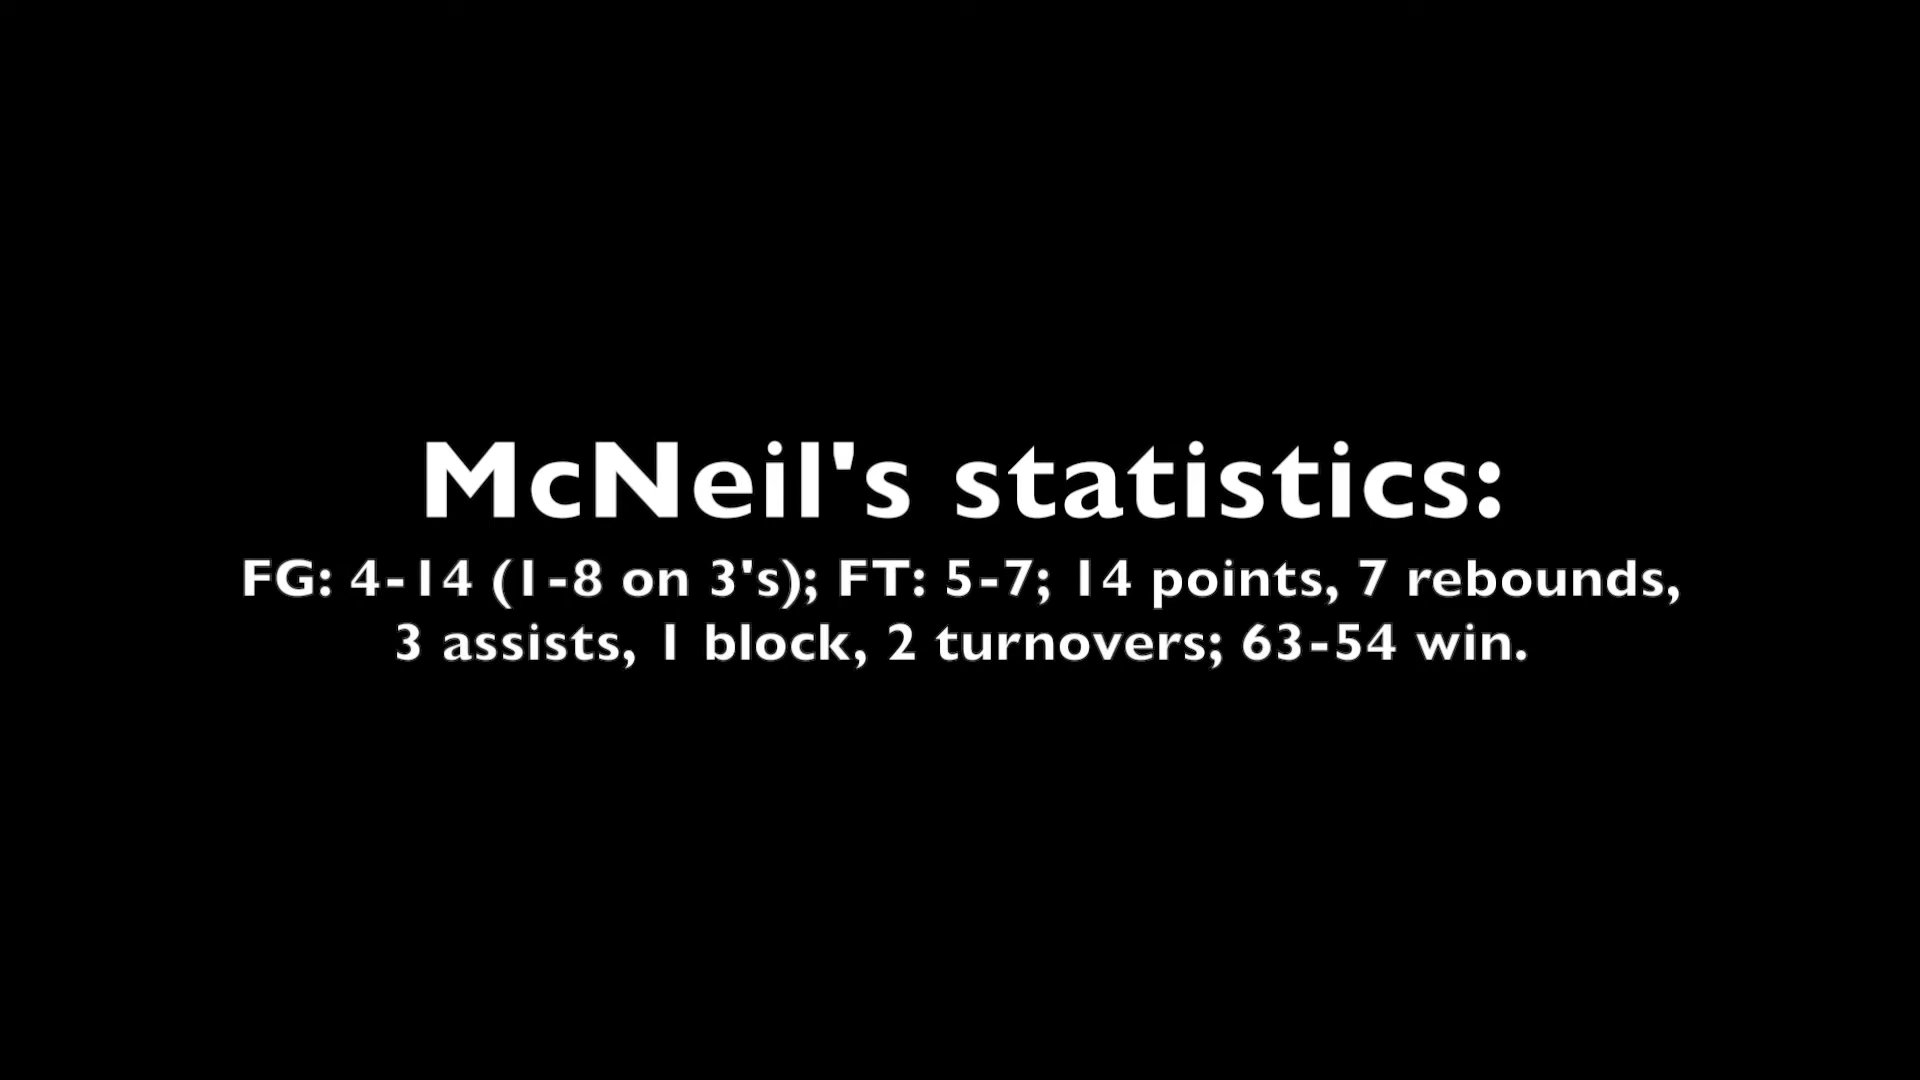 McNeil's statistics:
FG: 4-14 (1-8 on 3's); FT: 5-7; 14 points, 7 rebounds,
3 assists, 1 block, 2 turnovers; 63-54 win.